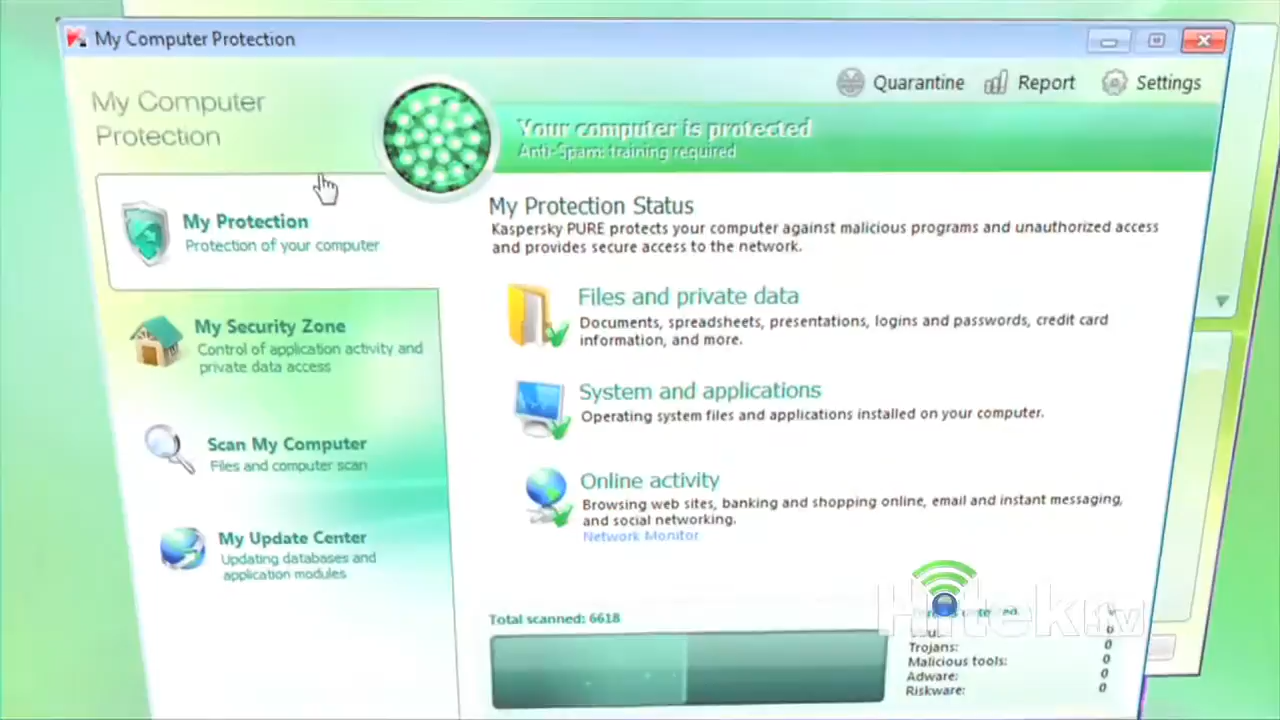 My Computer Protection
Quarantine
Report
Settings
My Computer
Protection
Your computer is protected
Anti-Spam: training required
My Protection
Protection of your computer
My Security Zone
Control of application activity and
private data access
Scan My Computer
Files and computer scan
My Update Center
Updating databases and
application modules
My Protection Status
Kaspersky PURE protects your computer against malicious programs and unauthorized access
and provides secure access to the network.
Files and private data
Documents, spreadsheets, presentations, logins and passwords, credit card
information, and more.
System and applications
Operating system files and applications installed on your computer.
Online activity
Browsing web sites, banking and shopping online, email and instant messaging,
and social networking.
Network Monitor
Total scanned: 6618
Hitek.tv
0
Trojans: 0
Malicious tools: 0
Adware: 0
Riskware: 0